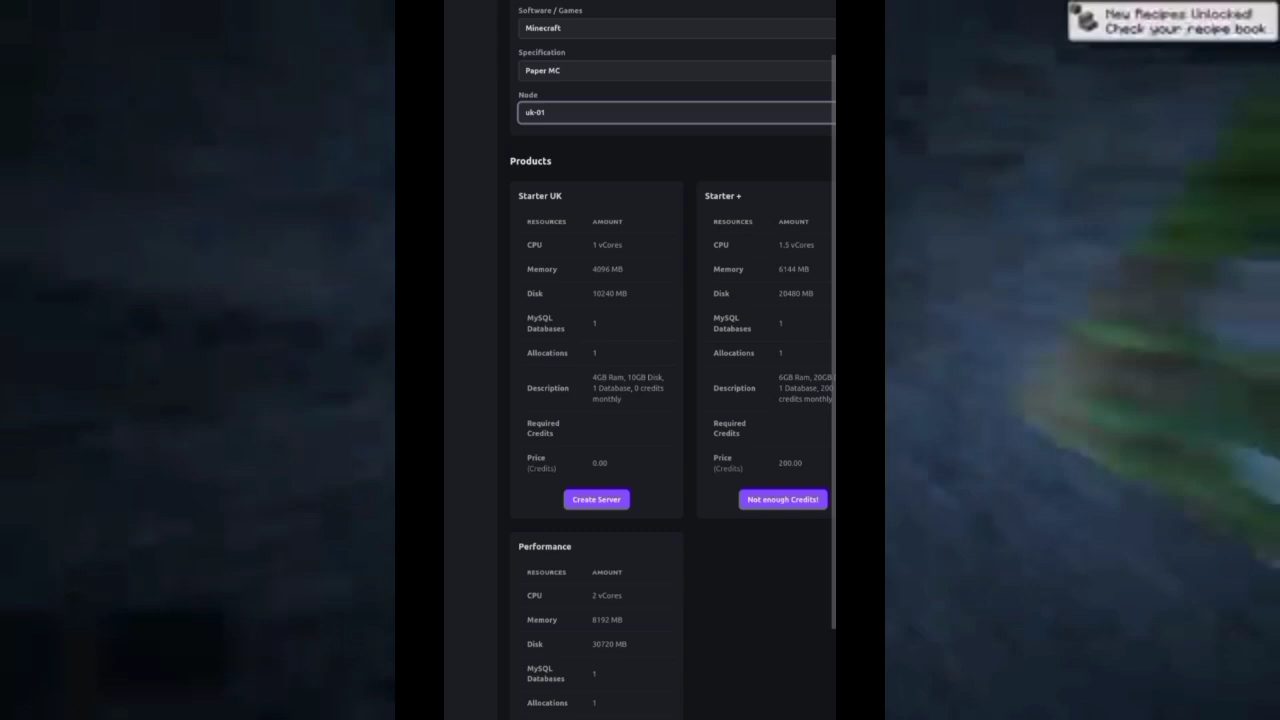 New Recipes Unlocked!
Check your recipe book
Software / Games
Minecraft
Specification
Paper MC
Node
uk-01
Products
Starter UK
RESOURCES AMOUNT
CPU 1 vCores
Memory 4096 MB
Disk 10240 MB
MySQL
Databases 1
Allocations 1
Description 4GB Ram, 10GB Disk,
1 Database, 0 credits
monthly
Required
Credits
Price
(Credits) 0.00
Create Server
Starter +
RESOURCES AMOUNT
CPU 1.5 vCores
Memory 6144 MB
Disk 20480 MB
MySQL
Databases 1
Allocations 1
Description 6GB Ram, 20GB
1 Database, 200
credits monthly
Required
Credits
Price
(Credits) 200.00
Not enough Credits!
Performance
RESOURCES AMOUNT
CPU 2 vCores
Memory 8192 MB
Disk 30720 MB
MySQL
Databases 1
Allocations 1